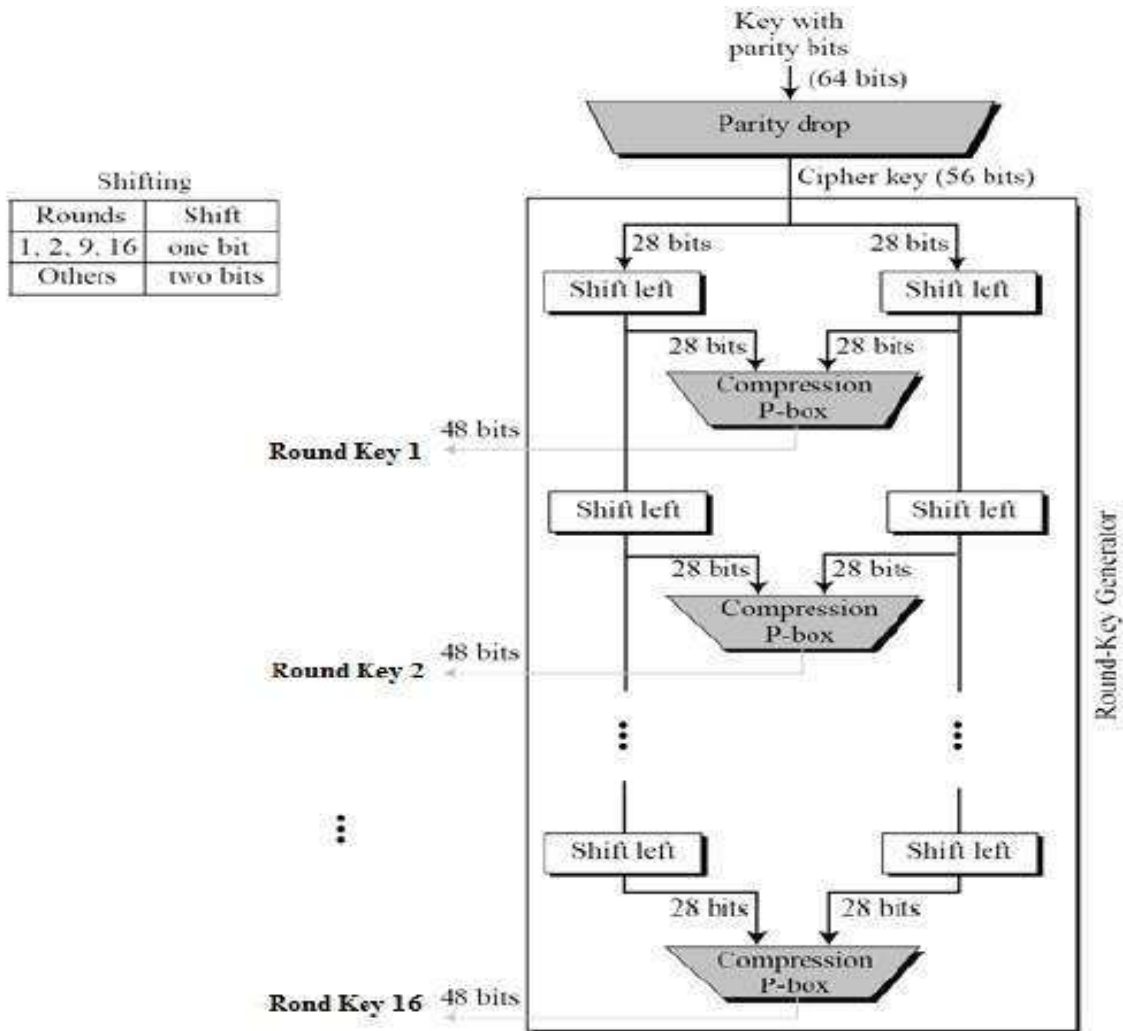 Key with
parity bits
(64 bits)
Parity drop
Cipher key (56 bits)
Shifting
Rounds Shift
1, 2, 9, 16 one bit
Others two bits
28 bits 28 bits
Shift left Shift left
28 bits 28 bits
Compression
P-box
48 bits
Round Key 1
Shift left Shift left
28 bits 28 bits
Compression
P-box
48 bits
Round Key 2
Round-Key Generator
Shift left Shift left
28 bits 28 bits
Compression
P-box
48 bits
Rond Key 16